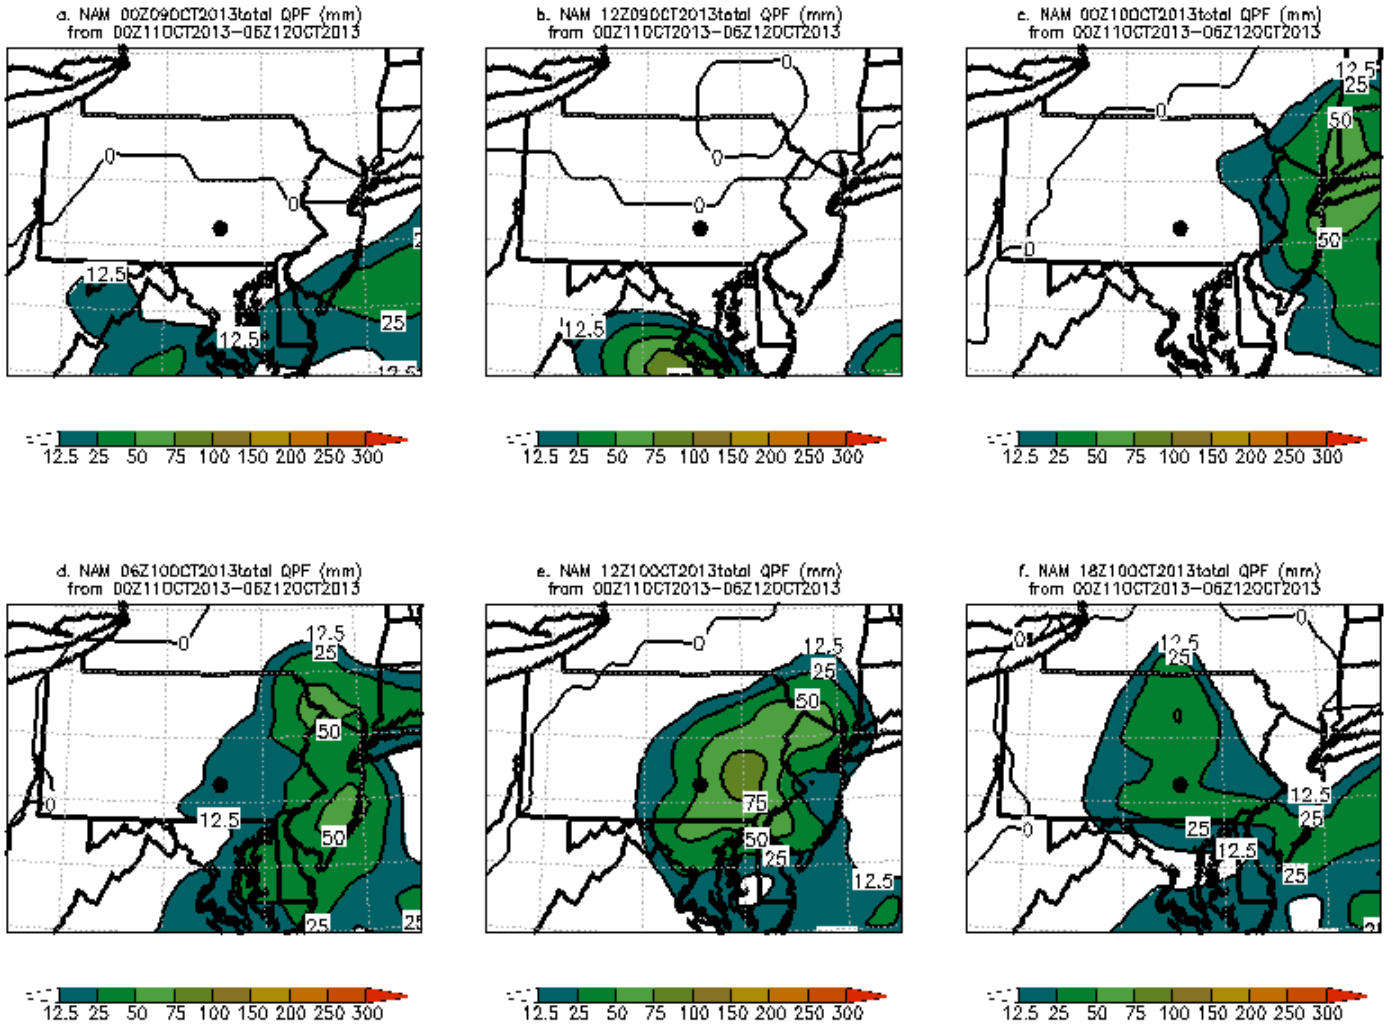 a. NAM 00Z09OCT2013total QPF (mm)
from 00Z11OCT2013-06Z12OCT2013
0
0
12.5
12.5
25
12.5
12.5 25 50 75 100 150 200 250 300
b. NAM 12Z09OCT2013total QPF (mm)
from 00Z11OCT2013-06Z12OCT2013
0
0
0
12.5
12.5 25 50 75 100 150 200 250 300
c. NAM 00Z10OCT2013total QPF (mm)
from 00Z11OCT2013-06Z12OCT2013
12.5
25
0
50
50
0
12.5 25 50 75 100 150 200 250 300
d. NAM 06Z10OCT2013total QPF (mm)
from 00Z11OCT2013-06Z12OCT2013
12.5
0
25
50
0
12.5
50
25
25
12.5 25 50 75 100 150 200 250 300
e. NAM 12Z10OCT2013total QPF (mm)
from 00Z11OCT2013-06Z12OCT2013
0
12.5
25
50
75
50
25
12.5
12.5 25 50 75 100 150 200 250 300
f. NAM 18Z10OCT2013total QPF (mm)
from 00Z11OCT2013-06Z12OCT2013
0
0
12.5
25
0
12.5
25
0
25
12.5
25
12.5 25 50 75 100 150 200 250 300